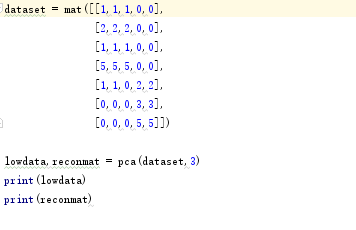 dataset = mat([[1,1,1,0,0],
[2,2,2,0,0],
[1,1,1,0,0],
[5,5,5,0,0],
[1,1,0,2,2],
[0,0,0,3,3],
[0,0,0,5,5]])
lowdata,reconmat = pca(dataset,3)
print(lowdata)
print(reconmat)